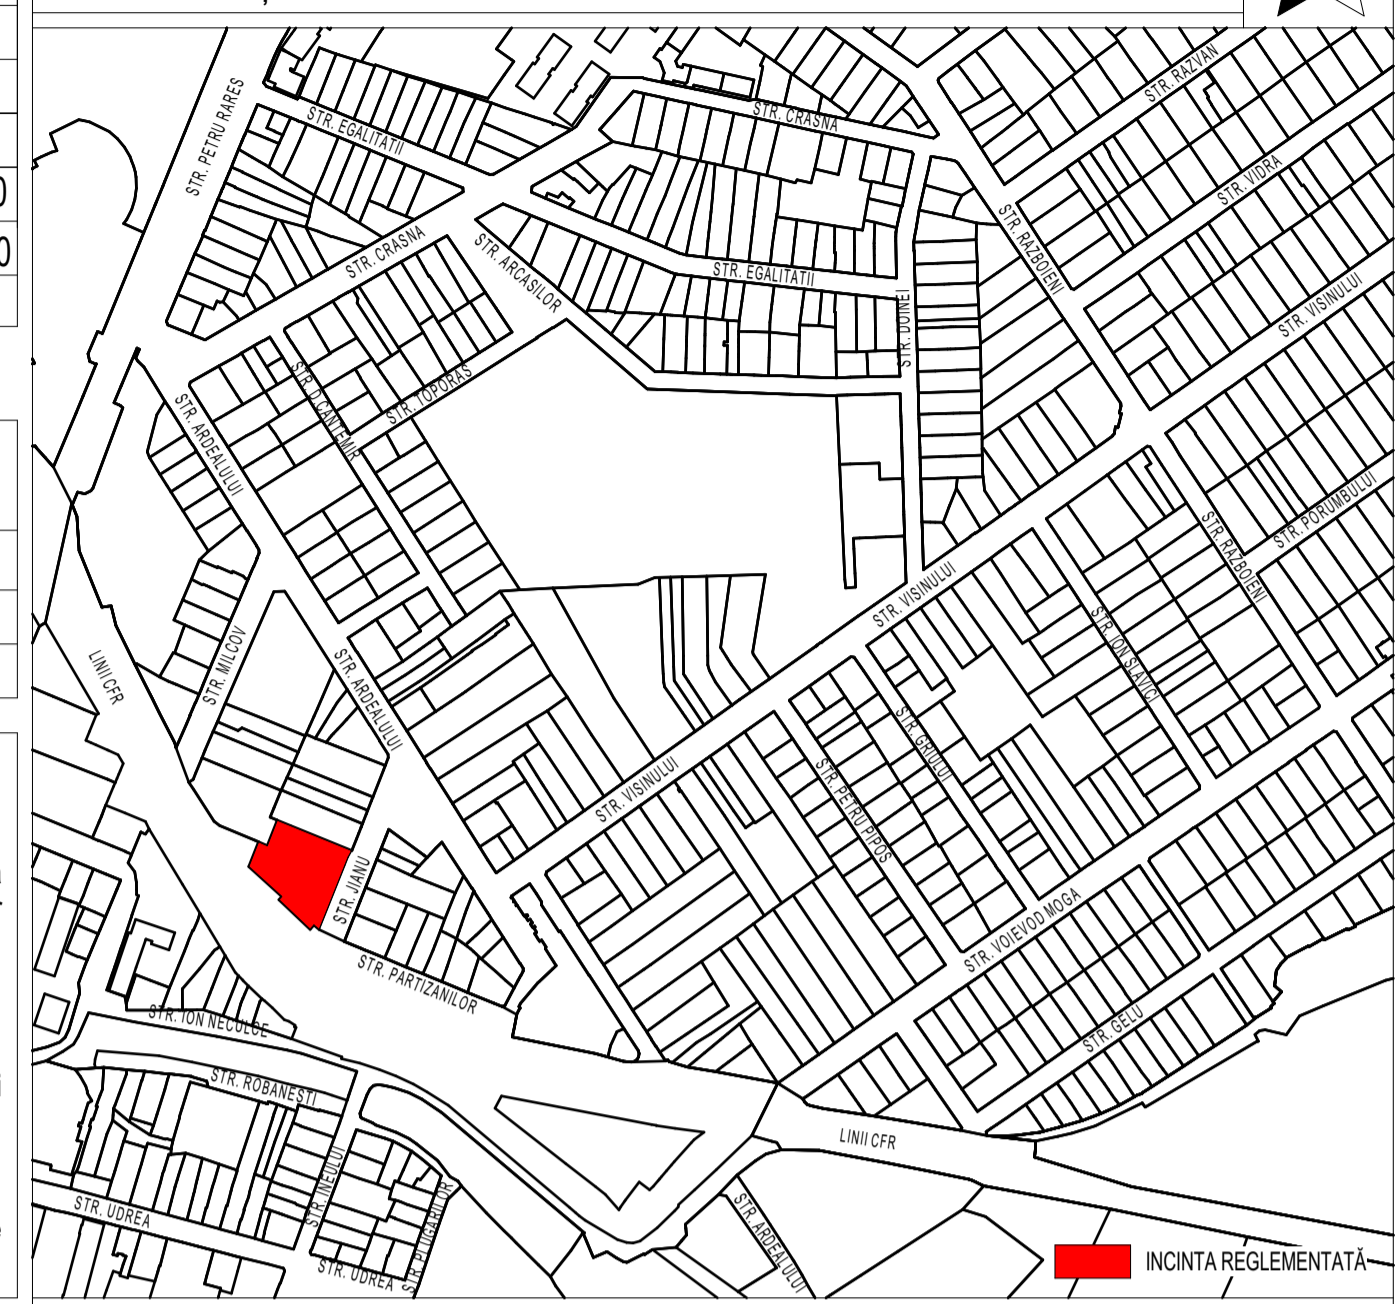 STR. RAZVAN
STR. PETRU RARES
STR. EGALITATII
STR. CRASNA
STR. VIDRA
STR. CRASNA
STR. ARCASILOR
STR. EGALITATII
STR. RAZBOIENI
STR. VISINULUI
STR. DOINEI
STR. D.CANTEMIR
STR. TOPORAS
STR. ARDEALULUI
STR. PORUMBULUI
STR. RAZBOIENI
STR. VISINULUI
STR. ION SLAVICI
LINII CFR
STR. MILCOV
STR. ARDEALULUI
STR. GRIULUI
STR. VISINULUI
STR. PETRU PIPOS
STR. JIANU
STR. VOIEVOD MOGA
STR. PARTIZANILOR
STR. ION NECULCE
STR. GELU
STR. ROBANESTI
LINII CFR
STR. INEULUI
STR. UDREA
STR. PLUGARILOR
STR. ARDEALULUI
STR. UDREA
INCINTA REGLEMENTATĂ